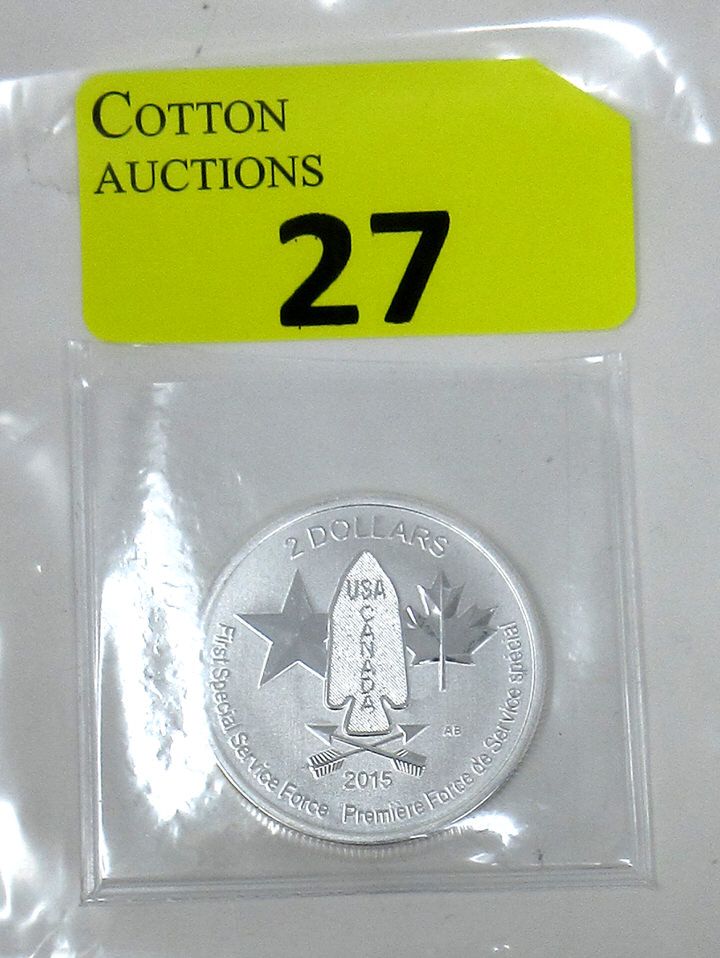 COTTON
AUCTIONS
27
2 DOLLARS
USA
CANADA
AB
2015
First Special Service Force
Première Force de Service spécial